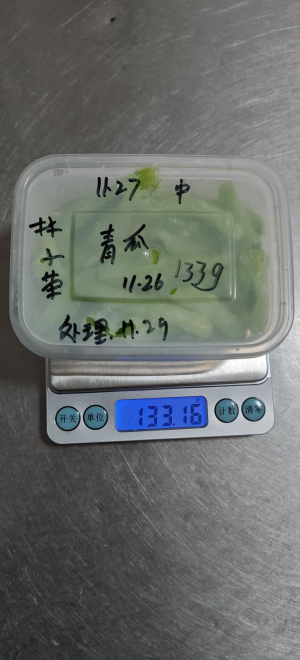 11.27 中
林小荣
青瓜
11.26 133g
处理.11.29
开关 单位 133.16 计数 清零